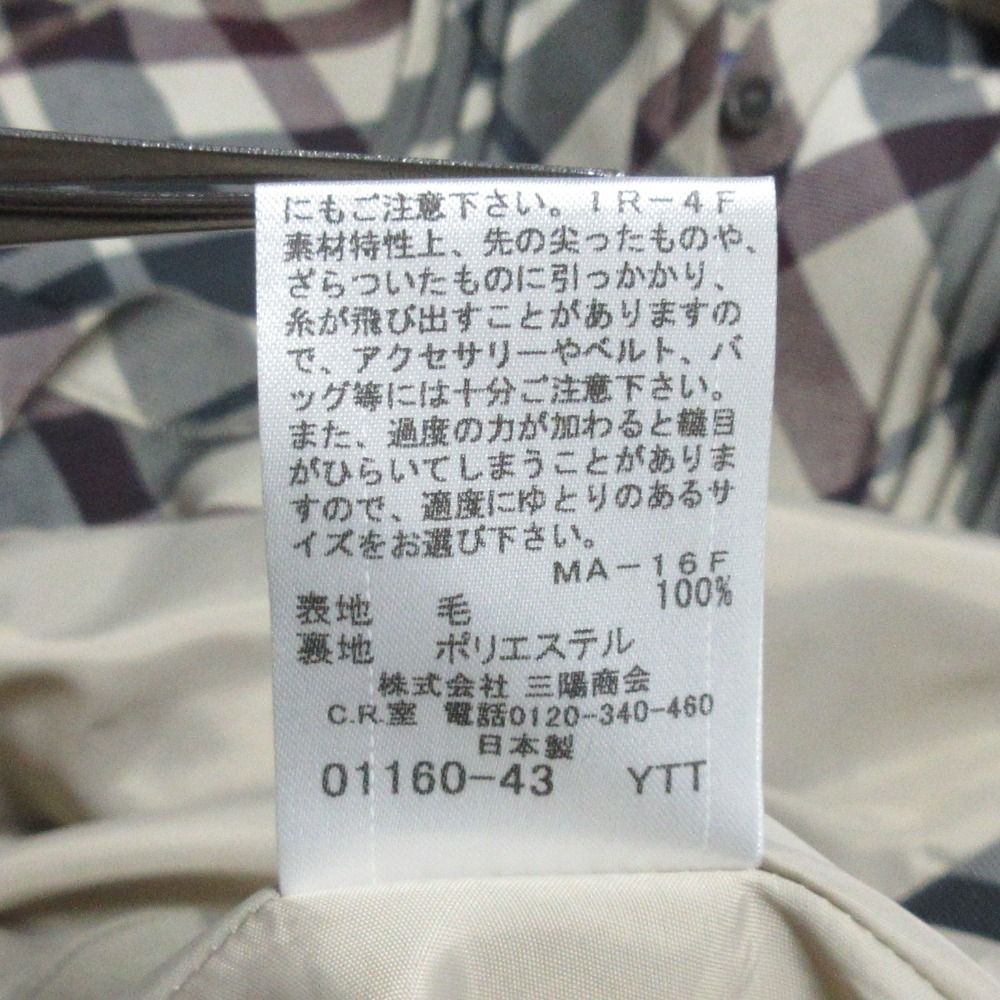 にもご注意下さい。IR-4F
素材特性上、先の尖ったものや、
ざらついたものに引っかかり、
糸が飛び出すことがありますの
で、アクセサリーやベルト、バ
ッグ等には十分ご注意下さい。
また、過度の力が加わると縫目
がひらいてしまうことがありま
すので、適度にゆとりのあるサ
イズをお選び下さい。
MA-16F
表地 毛 100%
裏地 ポリエステル
株式会社 三陽商会
C.R.室 電話0120-340-460
日本製
01160-43 YTT